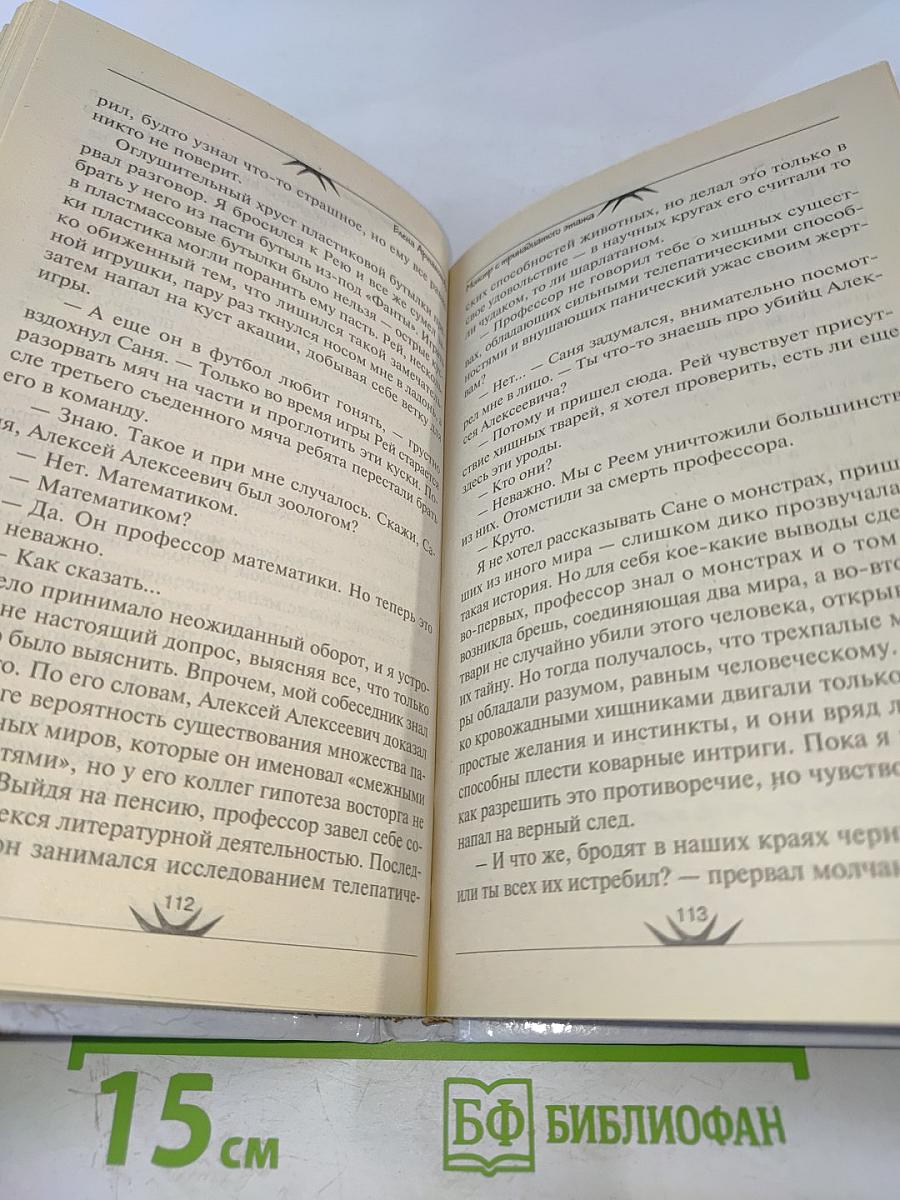 Елена
рил, будто узнал что-то страшное, но ему все равно
никто не поверит.
Оглушительный хруст пластиковой бутылки пре-
рвал разговор. Я бросился к Рею и все же сумел
брать у него из пасти бутыль из-под «Фанты». Играть
в пластмассовые бутылки было нельзя — острые кус-
ки пластика могли поранить ему пасть. Рей, несколь-
ко обиженный тем, что лишился такой замечатель-
ной игрушки, пару раз ткнулся носом мне в ладонь, а
затем напал на куст акации, добывая себе ветку для
игры.
— А еще он в футбол любит гонять, — грустно
вздохнул Саня. — Только во время игры Рей старается
разорвать мяч на части и проглотить эти куски. По-
сле третьего съеденного мяча ребята перестали брать
его в команду.
— Знаю. Такое и при мне случалось. Скажи, Са-
ня, Алексей Алексеевич был зоологом?
— Нет. Математиком.
— Математиком?
— Да. Он профессор математики. Но теперь это
неважно.
— Как сказать...
ело принимало неожиданный оборот, и я устро-
не настоящий допрос, выясняя все, что только
о было выяснить. Впрочем, мой собеседник знал
го. По его словам, Алексей Алексеевич доказал
ге вероятность существования множества па-
ных миров, которые он именовал «смежными
тями», но у его коллег гипотеза восторга не
Выйдя на пенсию, профессор завел себе со-
екся литературной деятельностью. Послед-
он занимался исследованием телепатиче-
112
Монстр с тринадцатого этажа
ских способностей животных, но делал это только в
свое удовольствие — в научных кругах его считали то
ли чудаком, то ли шарлатаном.
— Профессор не говорил тебе о хищных сущест-
вах, обладающих сильными телепатическими способ-
ностями и внушающих панический ужас своим жерт-
вам?
— Нет... — Саня задумался, внимательно посмот-
рел мне в лицо. — Ты что-то знаешь про убийц Алек-
сея Алексеевича?
— Потому и пришел сюда. Рей чувствует присут-
ствие хищных тварей, я хотел проверить, есть ли еще
здесь эти уроды.
— Кто они?
— Неважно. Мы с Реем уничтожили большинств
из них. Отомстили за смерть профессора.
— Круто.
Я не хотел рассказывать Сане о монстрах, приш
ших из иного мира — слишком дико прозвучала
такая история. Но для себя кое-какие выводы сде
во-первых, профессор знал о монстрах и о том
возникла брешь, соединяющая два мира, а во-вто
твари не случайно убили этого человека, откры
их тайну. Но тогда получалось, что трехпалые м
ры обладали разумом, равным человеческому.
ко кровожадными хищниками двигали только
простые желания и инстинкты, и они вряд л
способны плести коварные интриги. Пока я
как разрешить это противоречие, но чувство
напал на верный след.
— И что же, бродят в наших краях черн
или ты всех их истребил? — прервал молчан
113
15 см
БФ БИБЛИОФАН